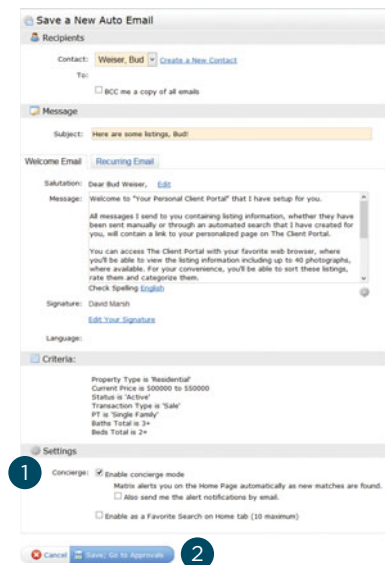 Save a New Auto Email
Recipients
Contact: Weiser, Bud Create a New Contact
To:
BCC me a copy of all emails
Message
Subject: Here are some listings, Bud!
Welcome Email Recurring Email
Salutation: Dear Bud Weiser, Edit
Message: Welcome to "Your Personal Client Portal" that I have setup for you.
All messages I send to you containing listing information, whether they have
been sent manually or through an automated search that I have created for
you, will contain a link to your personalized page on The Client Portal.
You can access The Client Portal with your favorite web browser, where
you'll be able to view the listing information including up to 40 photographs,
where available. For your convenience, you'll be able to sort these listings,
rate them and categorize them.
Check Spelling English
Signature: David Marsh
Edit Your Signature
Language:
Criteria:
Property Type is 'Residential'
Current Price is 500000 to 550000
Status is 'Active'
Transaction Type is 'Sale'
PT is 'Single Family'
Baths Total is 3+
Beds Total is 2+
Settings
1
Concierge: Enable concierge mode
Matrix alerts you on the Home Page automatically as new matches are found.
Also send me the alert notifications by email.
Enable as a Favorite Search on Home tab (10 maximum)
Cancel Save; Go to Approvals 2